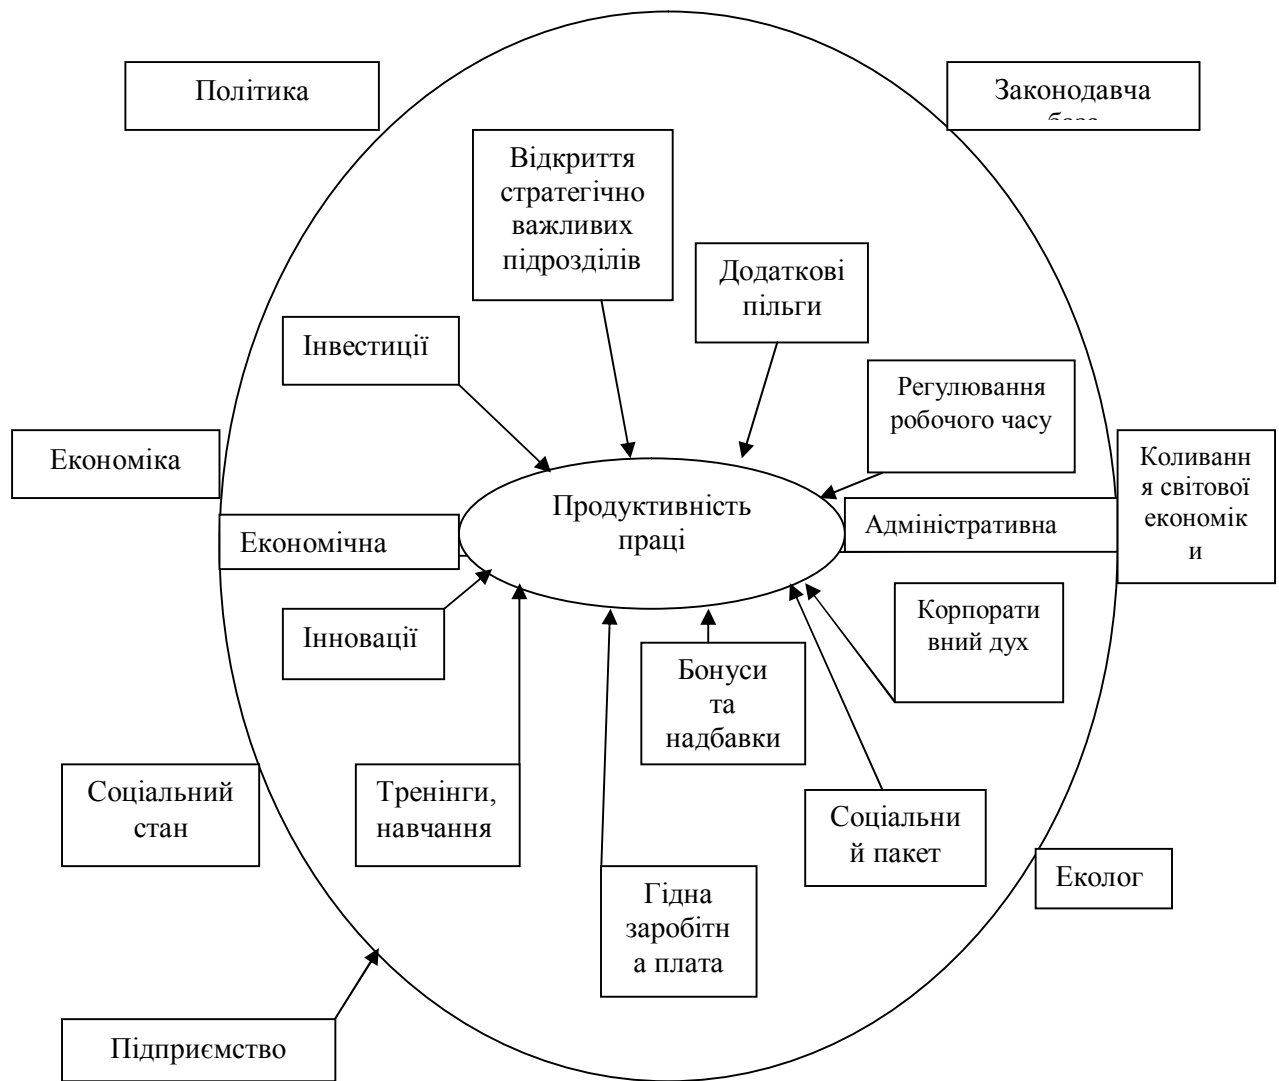 Політика
Законодавча
Відкриття
стратегічно
важливих
підрозділів
Додаткові
пільги
Інвестиції
Регулювання
робочого часу
Економіка
Коливанн
я світової
економік
и
Продуктивність
праці
Економічна
Адміністративна
Інновації
Корпорати
вний дух
Бонуси
та
надбавки
Соціальний
стан
Тренінги,
навчання
Соціальни
й пакет
Еколог
Гідна
заробітн
а плата
Підприємство